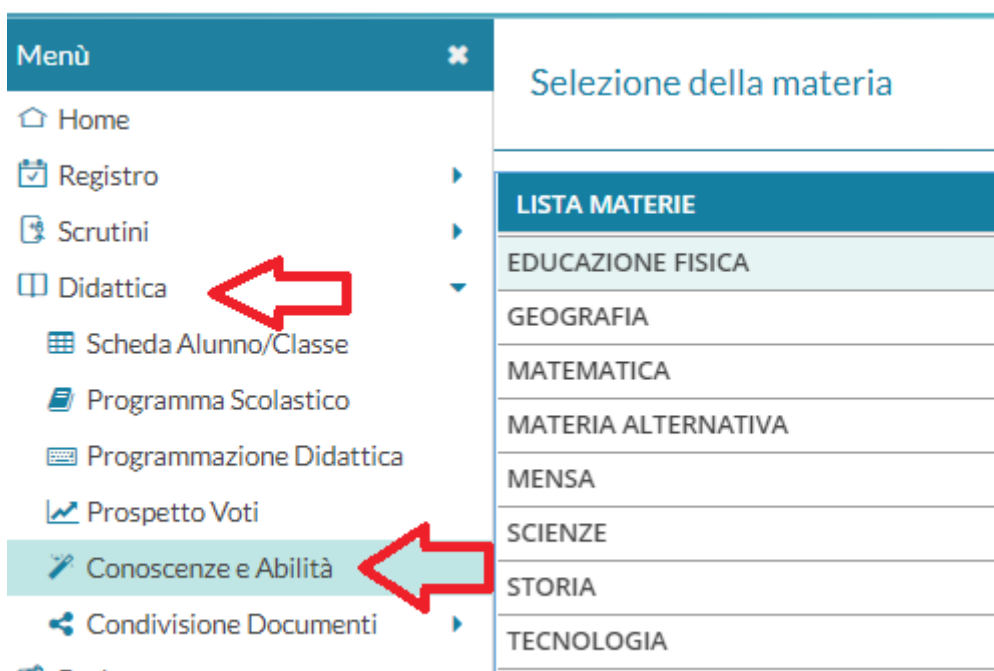 Menù
Home
Registro
Scrutini
Didattica
Scheda Alunno/Classe
Programma Scolastico
Programmazione Didattica
Prospetto Voti
Conoscenze e Abilità
Condivisione Documenti
Selezione della materia
LISTA MATERIE
EDUCAZIONE FISICA
GEOGRAFIA
MATEMATICA
MATERIA ALTERNATIVA
MENSA
SCIENZE
STORIA
TECNOLOGIA